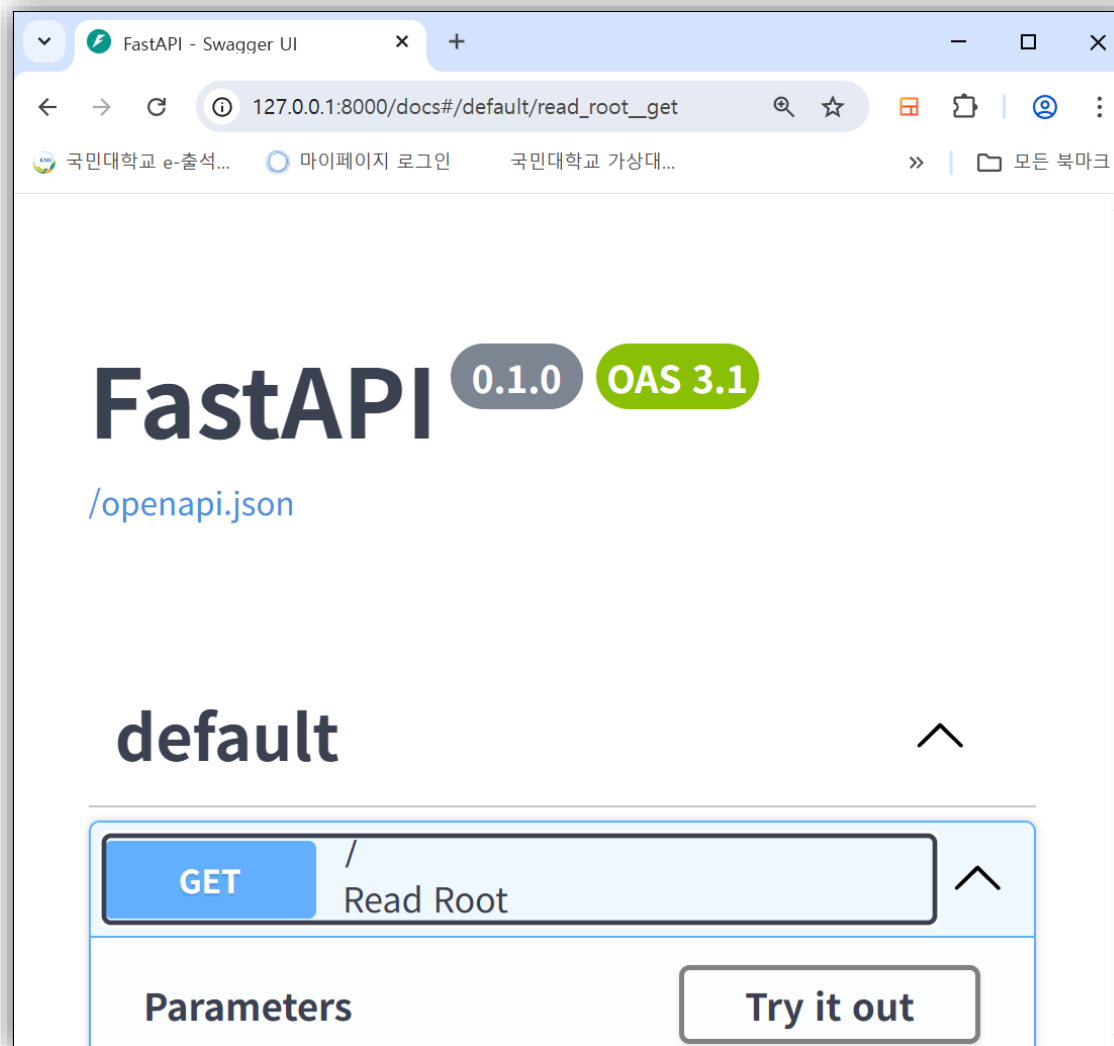 FastAPI - Swagger UI
127.0.0.1:8000/docs#/default/read_root__get
국민대학교 e-출석... 마이페이지 로그인 국민대학교 가상대... 모든 북마크
FastAPI 0.1.0 OAS 3.1
/openapi.json
default
GET /
Read Root
Parameters Try it out